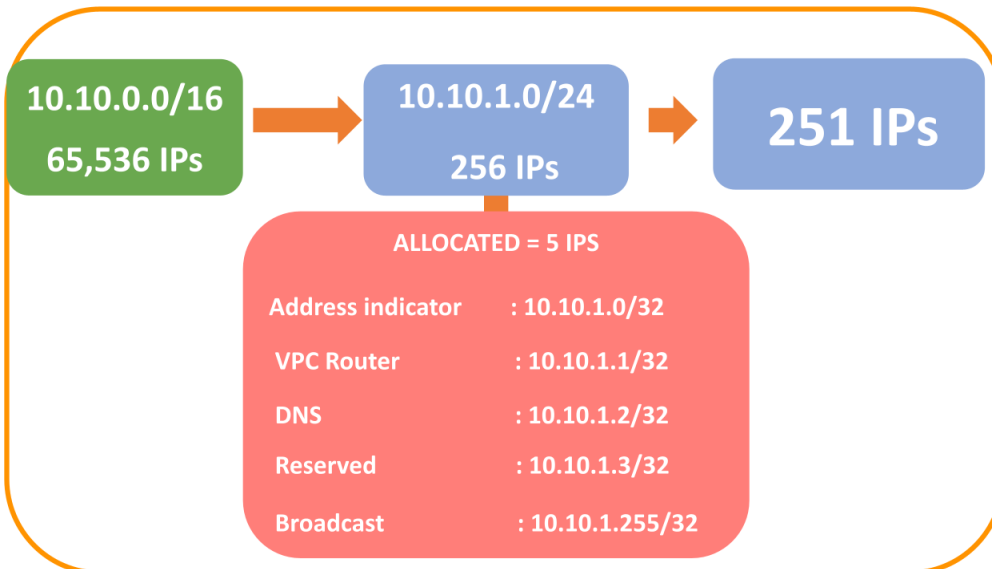 10.10.0.0/16
65,536 IPs
10.10.1.0/24
256 IPs
251 IPs
ALLOCATED = 5 IPS
Address indicator : 10.10.1.0/32
VPC Router : 10.10.1.1/32
DNS : 10.10.1.2/32
Reserved : 10.10.1.3/32
Broadcast : 10.10.1.255/32